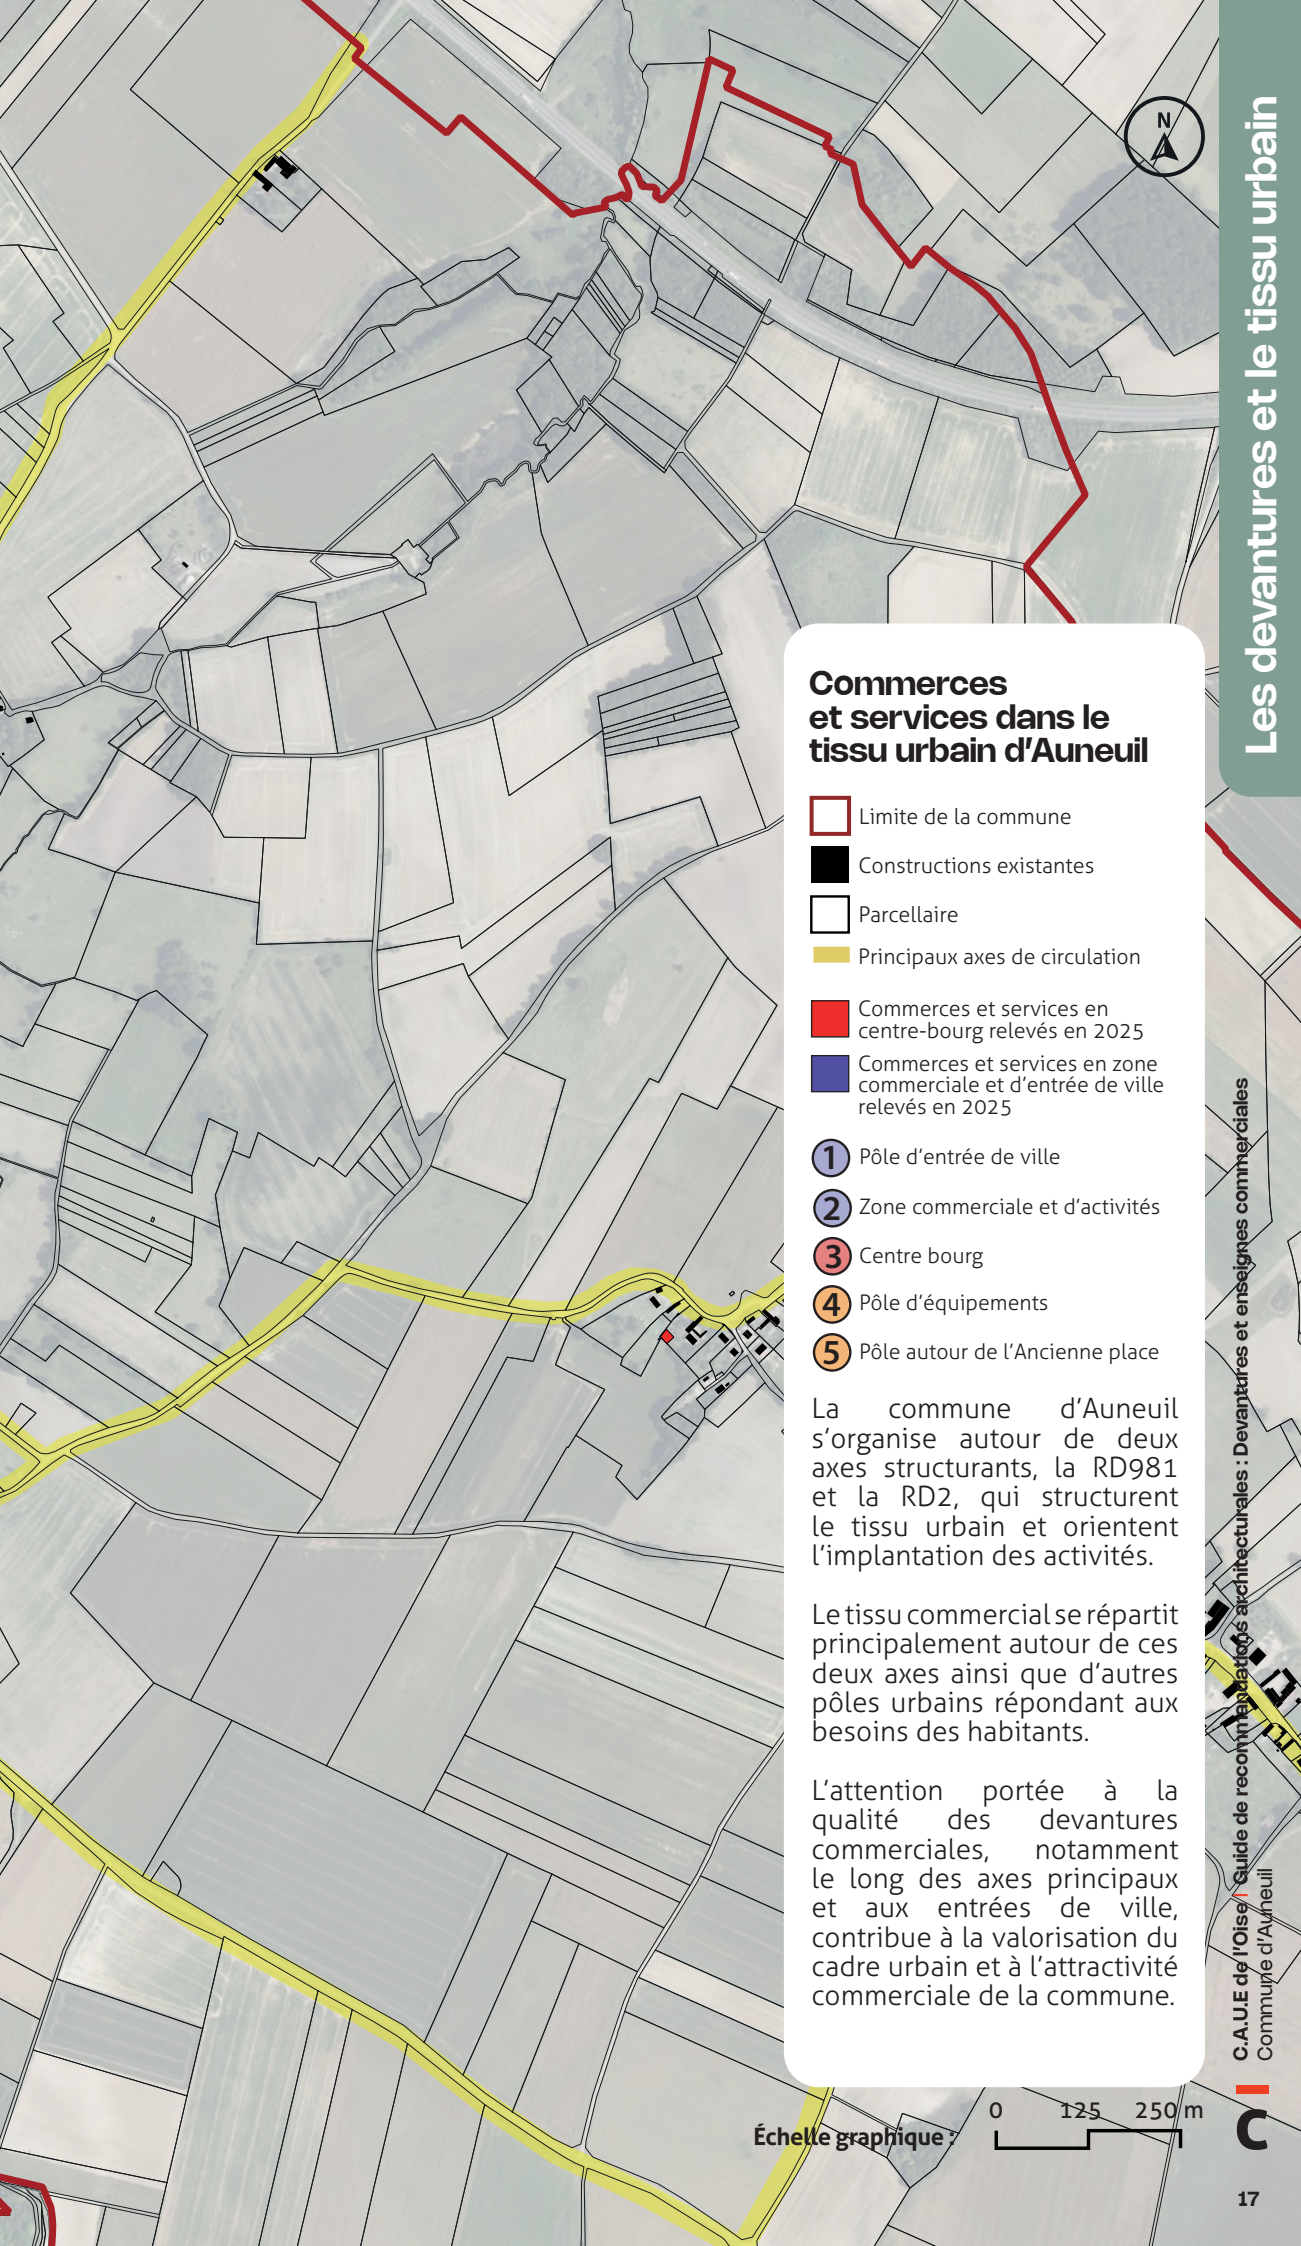 N
Les devantures et le tissu urbain
Commerces
et services dans le
tissu urbain d’Auneuil
Limite de la commune
Constructions existantes
Parcellaire
Principaux axes de circulation
Commerces et services en
centre-bourg relevés en 2025
Commerces et services en zone
commerciale et d’entrée de ville
relevés en 2025
1 Pôle d’entrée de ville
2 Zone commerciale et d’activités
3 Centre bourg
4 Pôle d’équipements
5 Pôle autour de l’Ancienne place
La commune d’Auneuil
s’organise autour de deux
axes structurants, la RD981
et la RD2, qui structurent
le tissu urbain et orientent
l’implantation des activités.
Le tissu commercial se répartit
principalement autour de ces
deux axes ainsi que d’autres
pôles urbains répondant aux
besoins des habitants.
L’attention portée à la
qualité des devantures
commerciales, notamment
le long des axes principaux
et aux entrées de ville,
contribue à la valorisation du
cadre urbain et à l’attractivité
commerciale de la commune.
Échelle graphique :
0 125 250 m
C.A.U.E de l’Oise | Guide de recommandations architecturales : Devantures et enseignes commerciales
Commune d’Auneuil
C
17